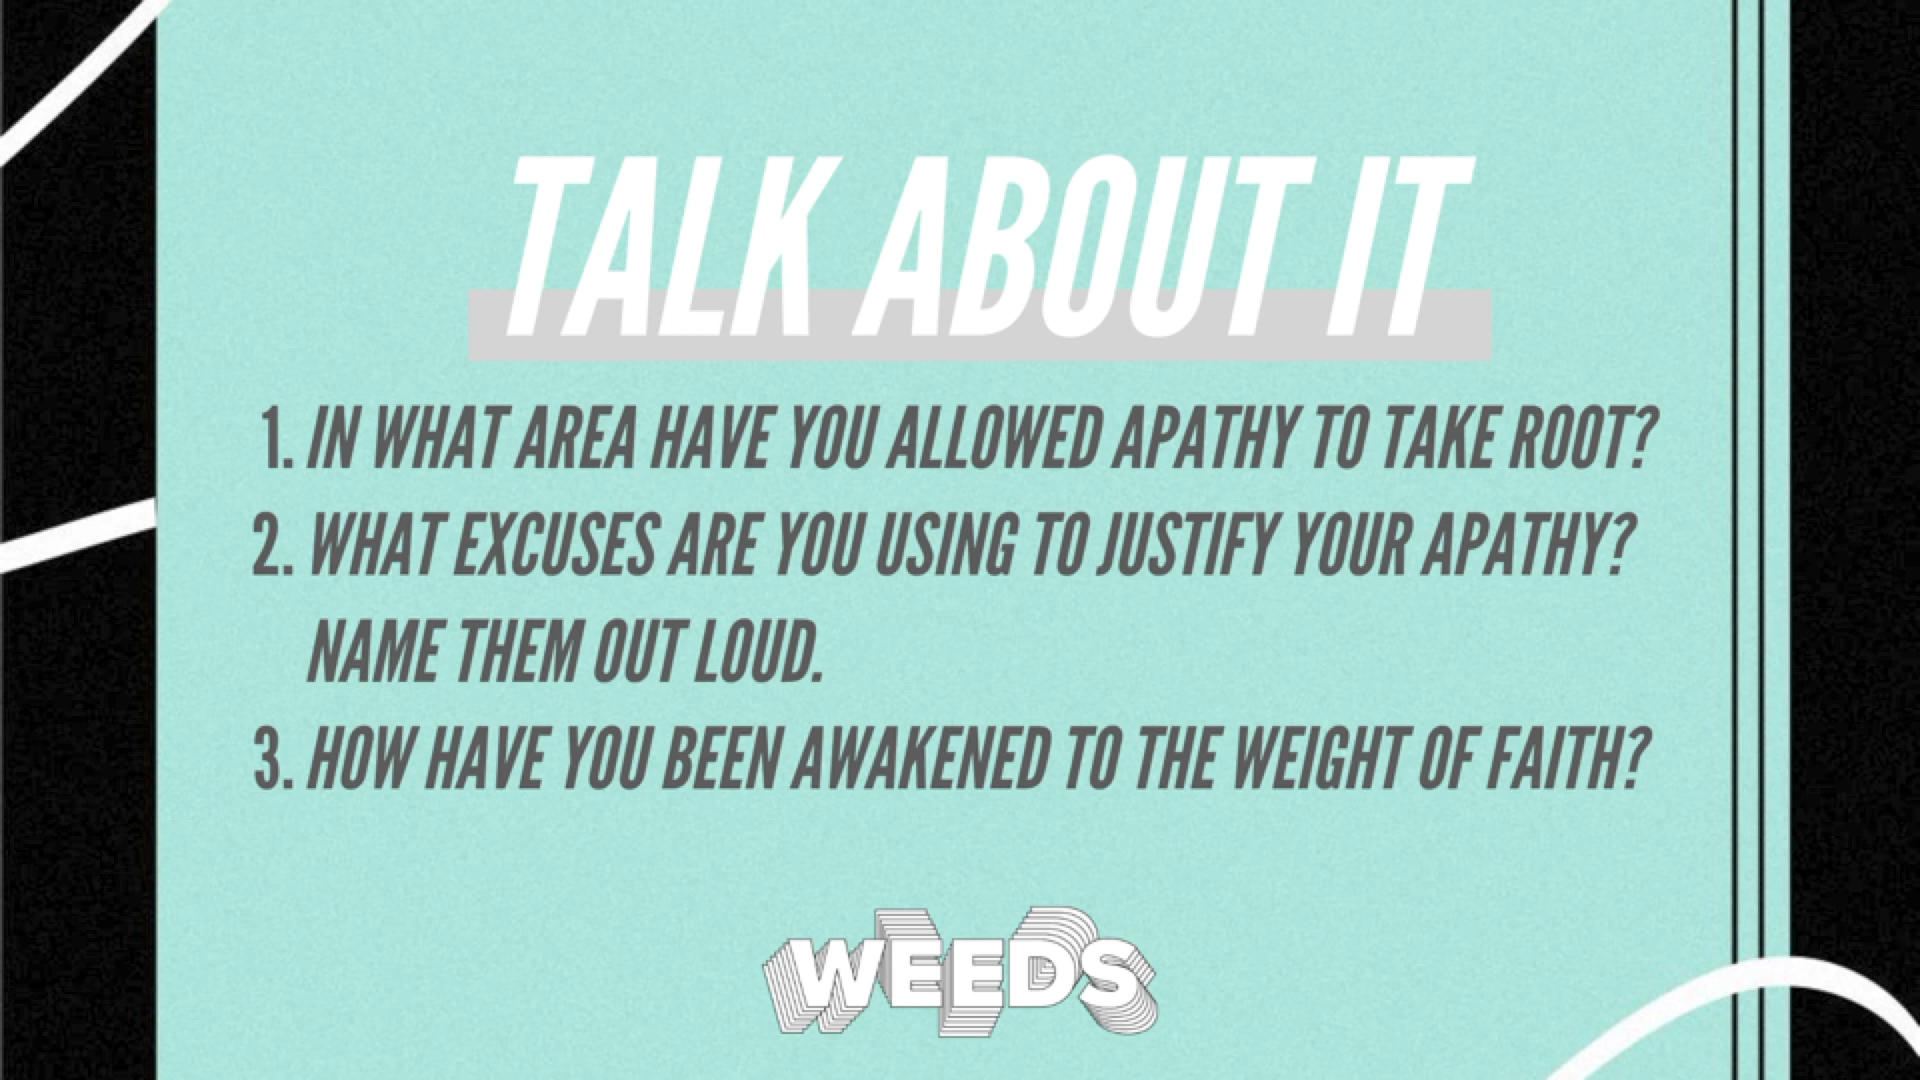 TALK ABOUT IT
1. IN WHAT AREA HAVE YOU ALLOWED APATHY TO TAKE ROOT?
2. WHAT EXCUSES ARE YOU USING TO JUSTIFY YOUR APATHY?
NAME THEM OUT LOUD.
3. HOW HAVE YOU BEEN AWAKENED TO THE WEIGHT OF FAITH?
WEEDS